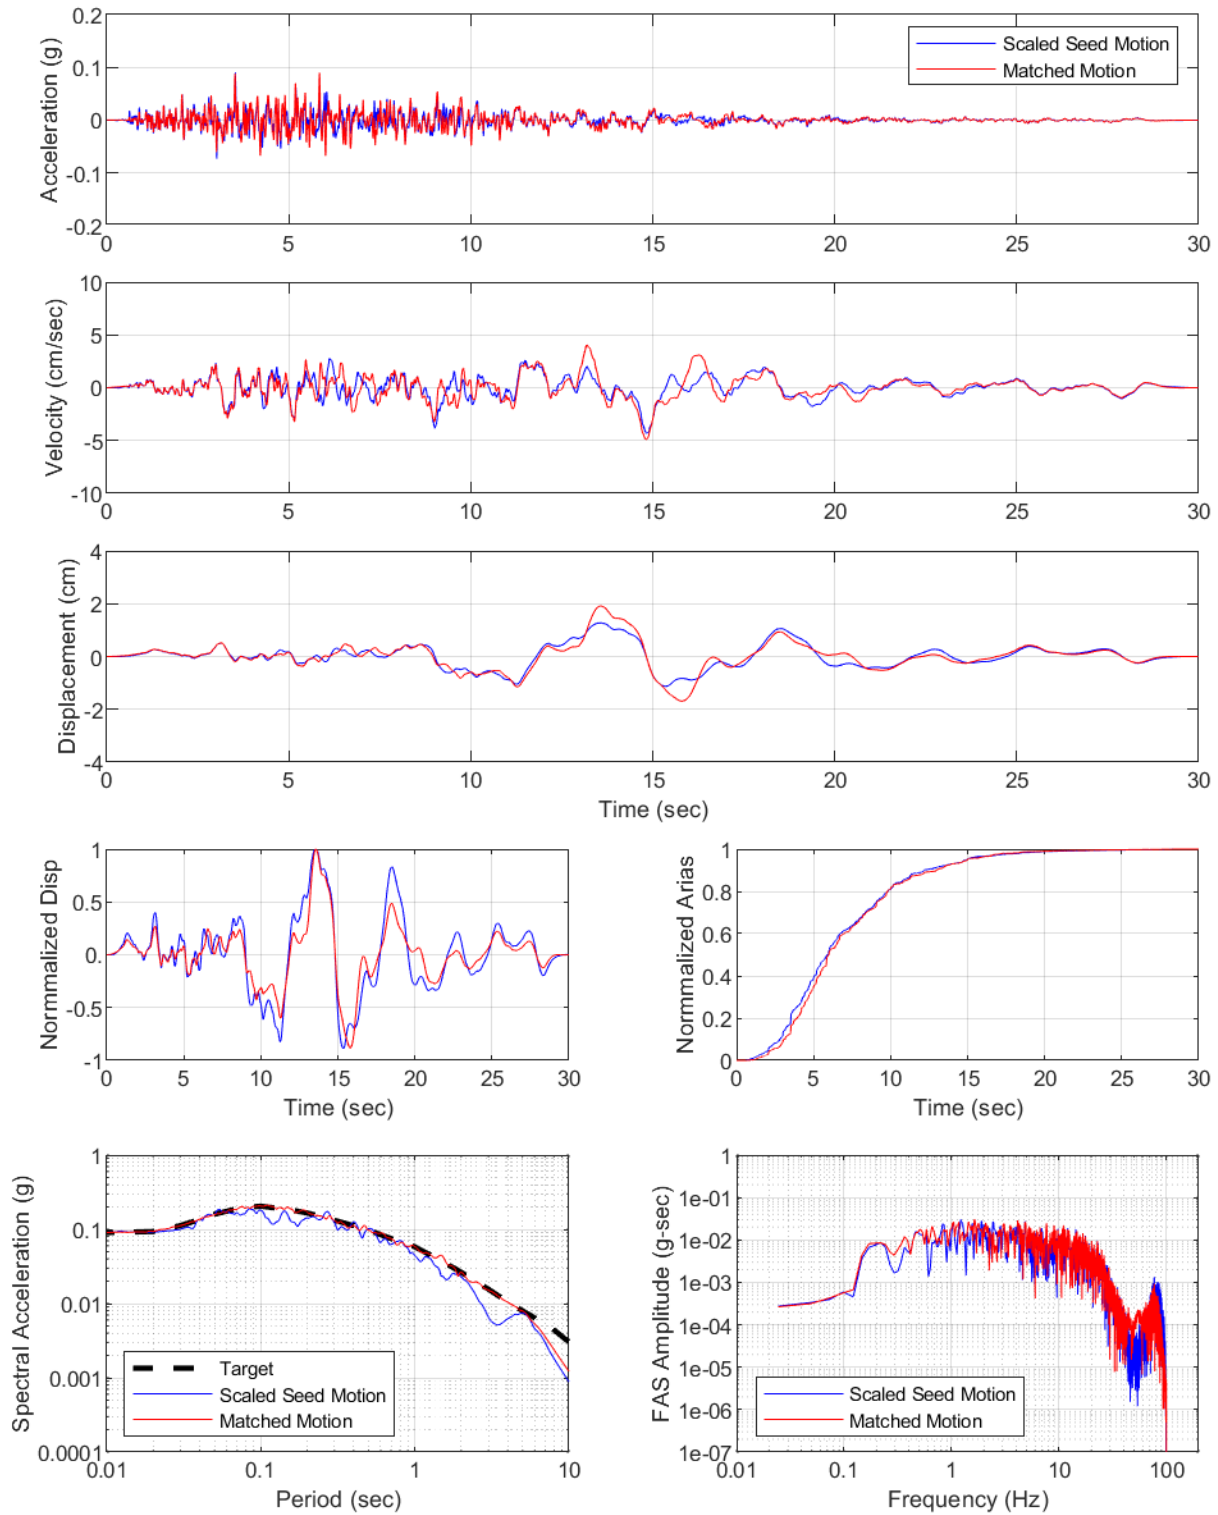 0.2
0.1
0
-0.1
-0.2
Acceleration (g)
Scaled Seed Motion
Matched Motion
0 5 10 15 20 25 30
10
5
0
-5
-10
Velocity (cm/sec)
0 5 10 15 20 25 30
4
2
0
-2
-4
Displacement (cm)
0 5 10 15 20 25 30
Time (sec)
1
0.5
0
-0.5
-1
Normmalized Disp
0 5 10 15 20 25 30
Time (sec)
1
0.8
0.6
0.4
0.2
0
Normmalized Arias
0 5 10 15 20 25 30
Time (sec)
1
0.1
0.01
0.001
0.0001
Spectral Acceleration (g)
Target
Scaled Seed Motion
Matched Motion
0.01 0.1 1 10
Period (sec)
1
1e-01
1e-02
1e-03
1e-04
1e-05
1e-06
1e-07
FAS Amplitude (g-sec)
Scaled Seed Motion
Matched Motion
0.01 0.1 1 10 100
Frequency (Hz)